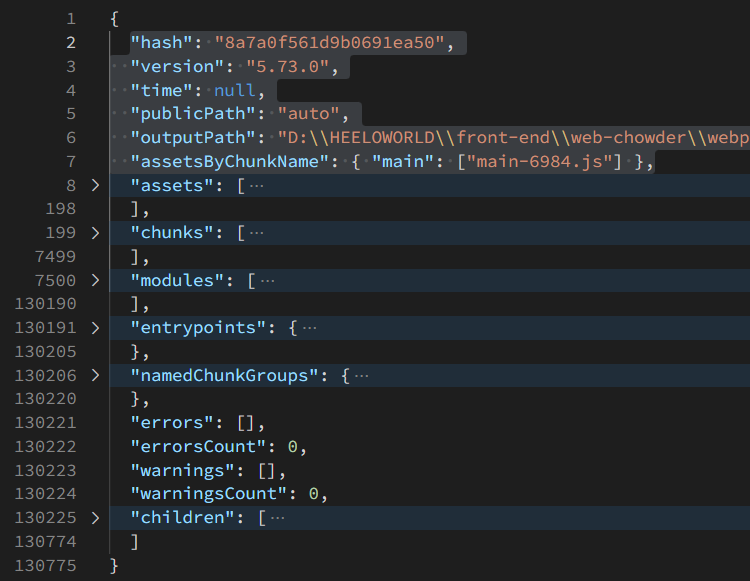 1 {
2 "hash": "8a7a0f561d9b0691ea50",
3 "version": "5.73.0",
4 "time": null,
5 "publicPath": "auto",
6 "outputPath": "D:\\HEELOWORLD\\front-end\\web-chowder\\webp
7 "assetsByChunkName": { "main": ["main-6984.js"] },
8 > "assets": [ ···
198 ],
199 > "chunks": [ ···
7499 ],
7500 > "modules": [ ···
130190 ],
130191 > "entrypoints": { ···
130205 },
130206 > "namedChunkGroups": { ···
130220 },
130221 "errors": [],
130222 "errorsCount": 0,
130223 "warnings": [],
130224 "warningsCount": 0,
130225 > "children": [ ···
130774 ]
130775 }